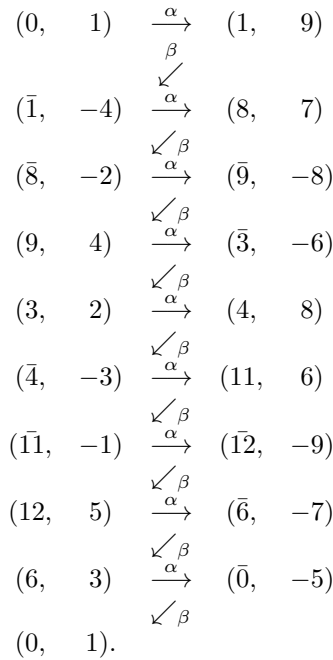 (0, 1) α⟶ (1, 9)
β
↙
(1̄, −4) α⟶ (8, 7)
↙β
(8̄, −2) α⟶ (9̄, −8)
↙β
(9, 4) α⟶ (3̄, −6)
↙β
(3, 2) α⟶ (4, 8)
↙β
(4̄, −3) α⟶ (11, 6)
↙β
(1̄1, −1) α⟶ (1̄2, −9)
↙β
(12, 5) α⟶ (6̄, −7)
↙β
(6, 3) α⟶ (0̄, −5)
↙β
(0, 1).